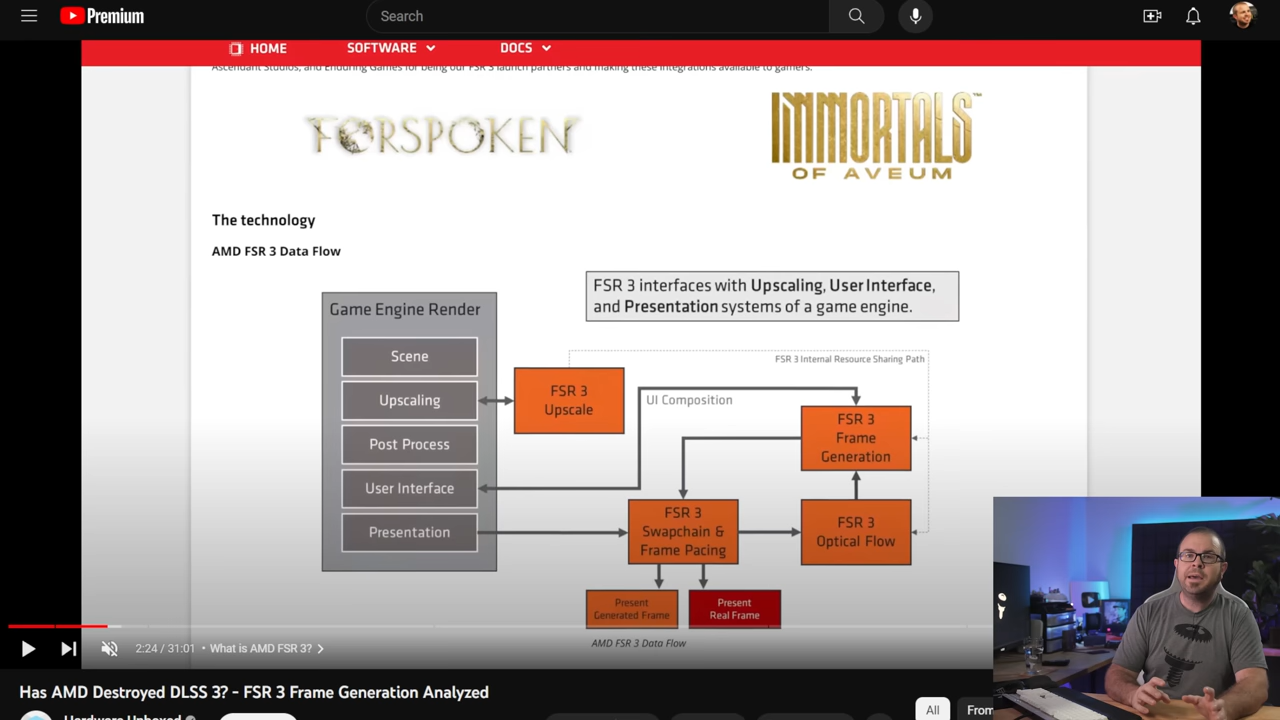 Premium
Search
HOME
SOFTWARE
DOCS
Ascendant Studios, and Enduring Games for being our FSR 3 launch partners and making these integrations available to gamers.
FORSPOKEN
IMMORTALS
OF AVEUM
™
The technology
AMD FSR 3 Data Flow
FSR 3 interfaces with Upscaling, User Interface,
and Presentation systems of a game engine.
Game Engine Render
Scene
Upscaling
Post Process
User Interface
Presentation
FSR 3
Upscale
FSR 3 Internal Resource Sharing Path
UI Composition
FSR 3
Frame
Generation
FSR 3
Swapchain &
Frame Pacing
FSR 3
Optical Flow
Present
Generated Frame
Present
Real Frame
AMD FSR 3 Data Flow
2:24 / 31:01 • What is AMD FSR 3?
Has AMD Destroyed DLSS 3? - FSR 3 Frame Generation Analyzed
Hardware Unboxed
All
From